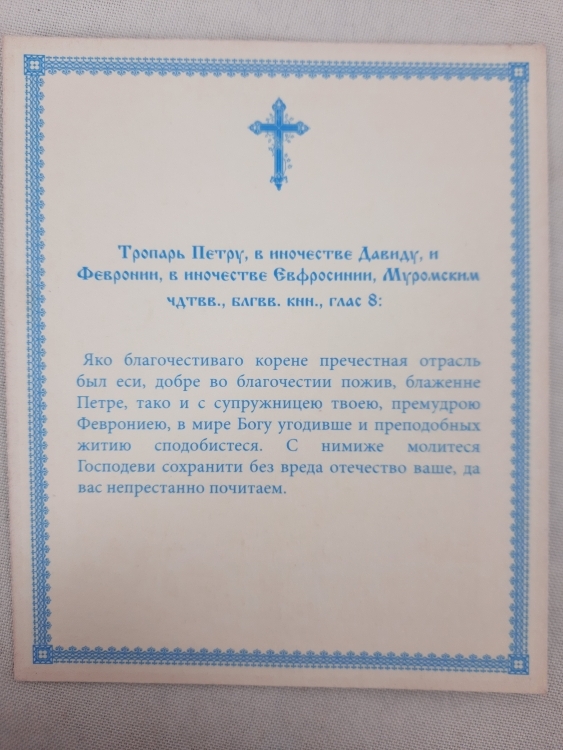 Тропарь Петру, в иночестве Давиду, и
Февронии, в иночестве Евфросинии, Муромским
чдтвв., блгвв. кнн., глас 8:
Яко благочестиваго корене пречестная отрасль
был еси, добре во благочестии пожив, блаженне
Петре, тако и с супружницею твоею, премудрою
Феврониею, в мире Богу угодивше и преподобных
житию сподобистеся. С нимиже молитеся
Господеви сохранити без вреда отечество ваше, да
вас непрестанно почитаем.